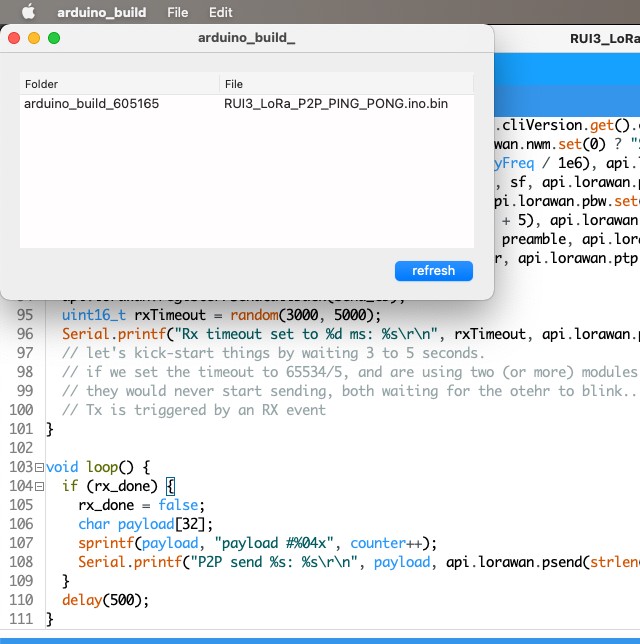 arduino_build File Edit
arduino_build_
RUI3_LoRa
Folder File
arduino_build_605165 RUI3_LoRa_P2P_PING_PONG.ino.bin
.cliVersion.get().
wan.nwm.set(0) ? "
yFreq / 1e6), api.
, sf, api.lorawan.p
pi.lorawan.pbw.set
+ 5), api.lorawan
preamble, api.lor
r, api.lorawan.ptp
refresh
95 uint16_t rxTimeout = random(3000, 5000);
96 Serial.printf("Rx timeout set to %d ms: %s\r\n", rxTimeout, api.lorawan.p
97 // let's kick-start things by waiting 3 to 5 seconds.
98 // if we set the timeout to 65534/5, and are using two (or more) modules
99 // they would never start sending, both waiting for the otehr to blink..
100 // Tx is triggered by an RX event
101 }
102
103 void loop() {
104 if (rx_done) {
105 rx_done = false;
106 char payload[32];
107 sprintf(payload, "payload #%04x", counter++);
108 Serial.printf("P2P send %s: %s\r\n", payload, api.lorawan.psend(strlen
109 }
110 delay(500);
111 }